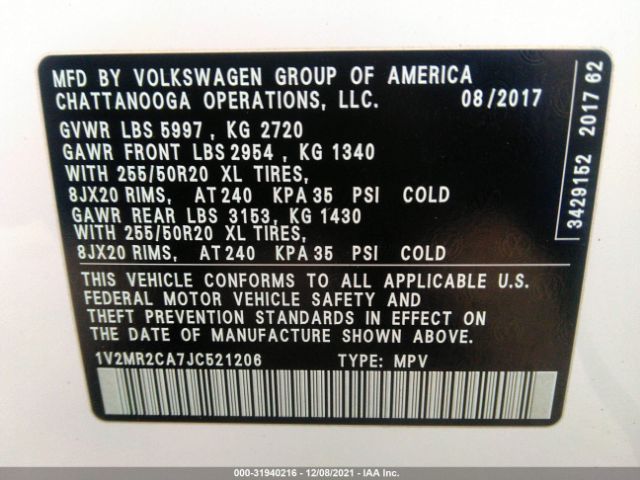 MFD BY VOLKSWAGEN GROUP OF AMERICA
CHATTANOOGA OPERATIONS, LLC. 08/2017
GVWR LBS 5997 , KG 2720
GAWR FRONT LBS 2954 , KG 1340
WITH 255/50R20 XL TIRES,
8JX20 RIMS, AT 240 KPA 35 PSI COLD
GAWR REAR LBS 3153, KG 1430
WITH 255/50R20 XL TIRES,
8JX20 RIMS, AT 240 KPA 35 PSI COLD
THIS VEHICLE CONFORMS TO ALL APPLICABLE U.S.
FEDERAL MOTOR VEHICLE SAFETY AND
THEFT PREVENTION STANDARDS IN EFFECT ON
THE DATE OF MANUFACTURE SHOWN ABOVE.
1V2MR2CA7JC521206 TYPE: MPV
3429152 2017 62
Stock #: 31940216 - 12/08/2021 - IAA Inc.